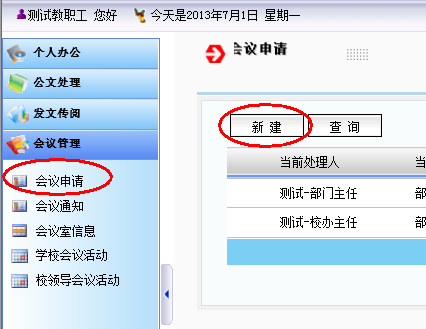 测试教职工 您好 今天是2013年7月1日 星期一
个人办公
公文处理
发文传阅
会议管理
会议申请
会议通知
会议室信息
学校会议活动
校领导会议活动
会议申请
新 建 查 询
当前处理人 当
测试-部门主任 部
测试-校办主任 部